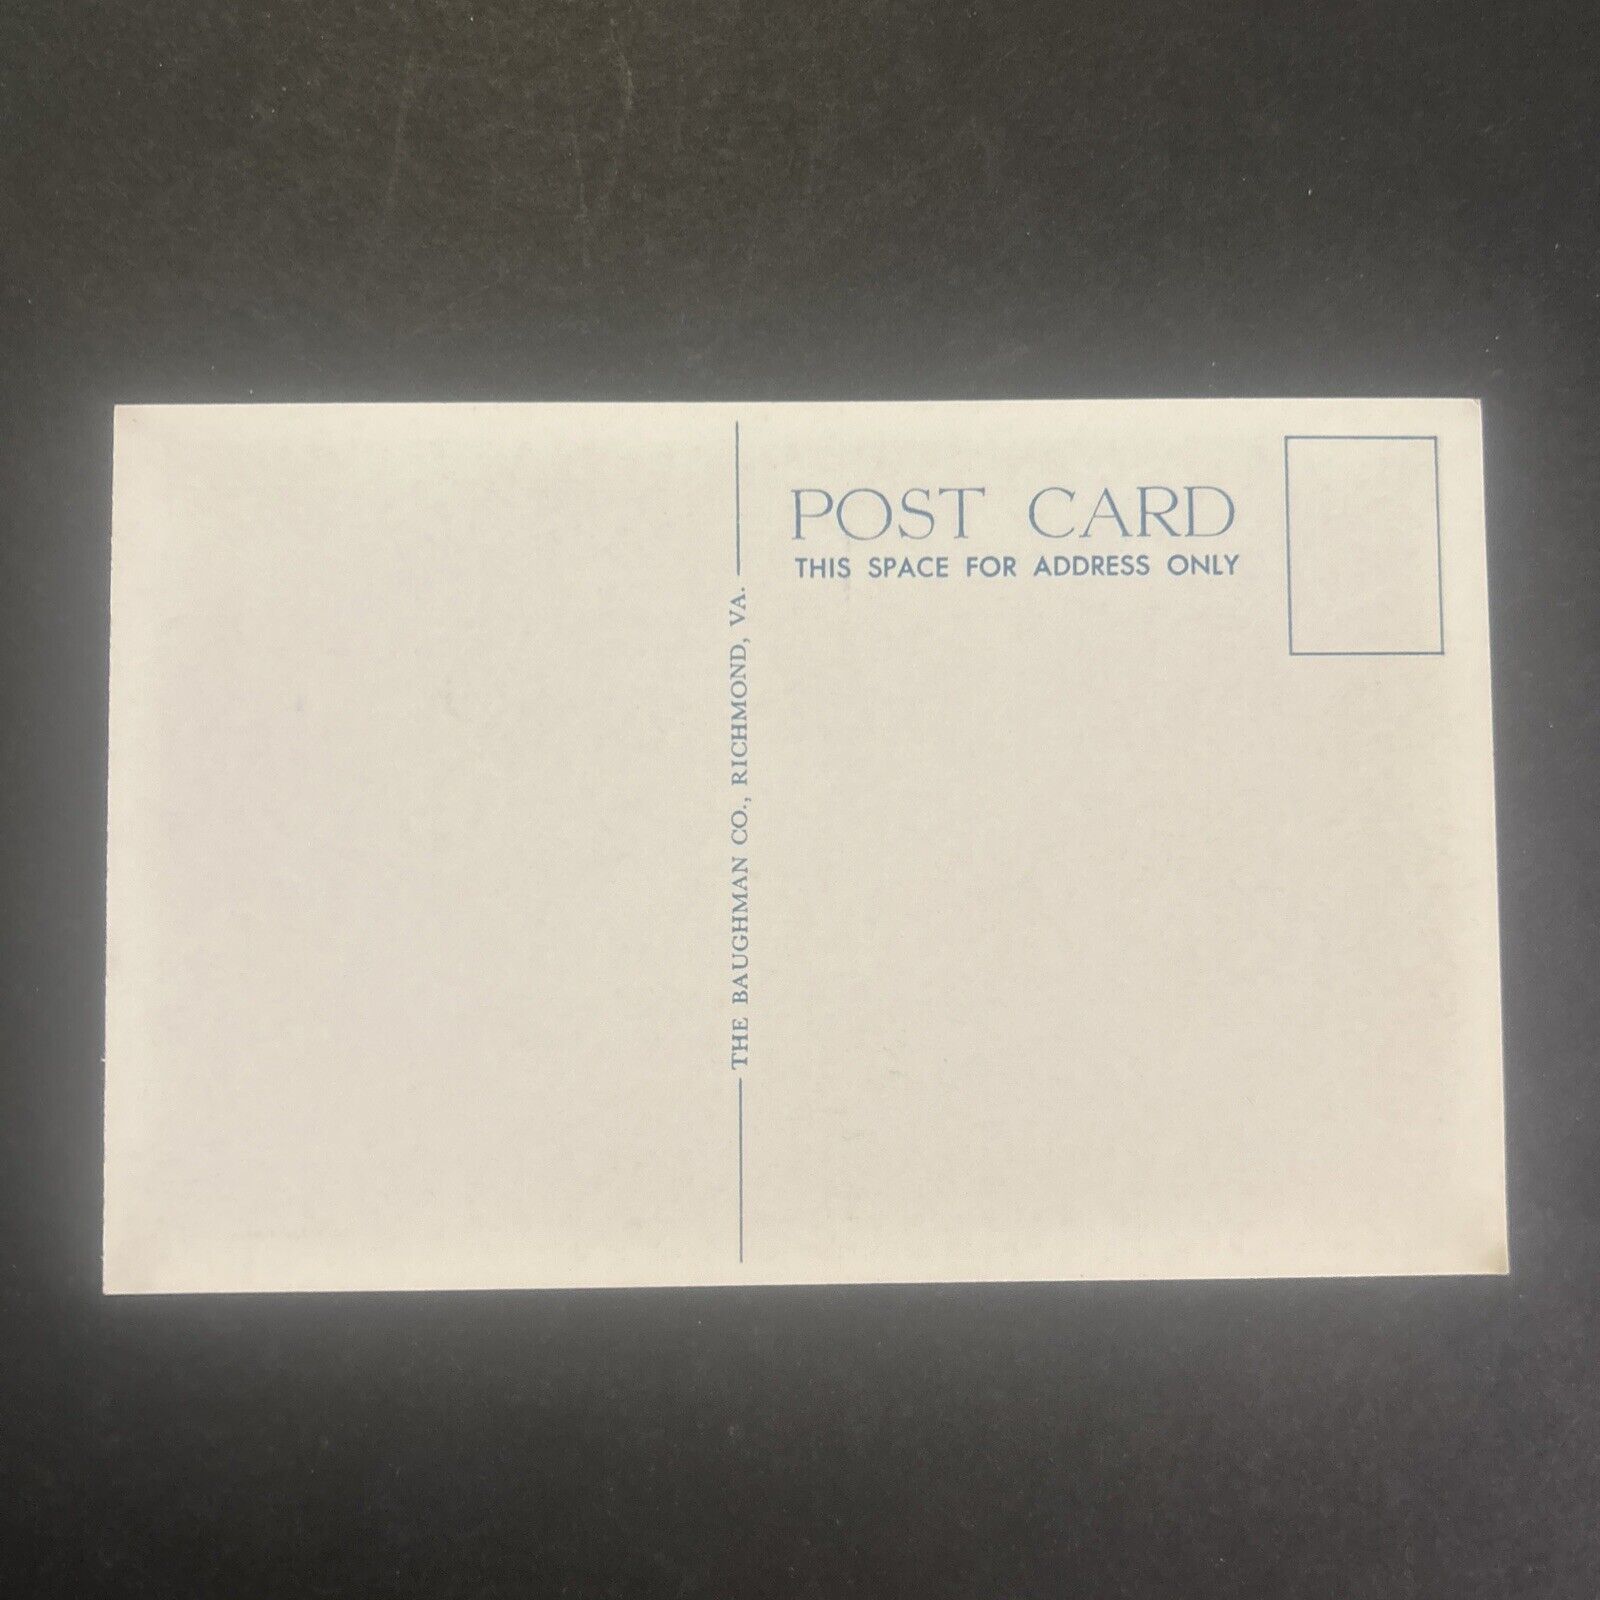 POST CARD
THIS SPACE FOR ADDRESS ONLY
THE BAUGHMAN CO., RICHMOND, VA.